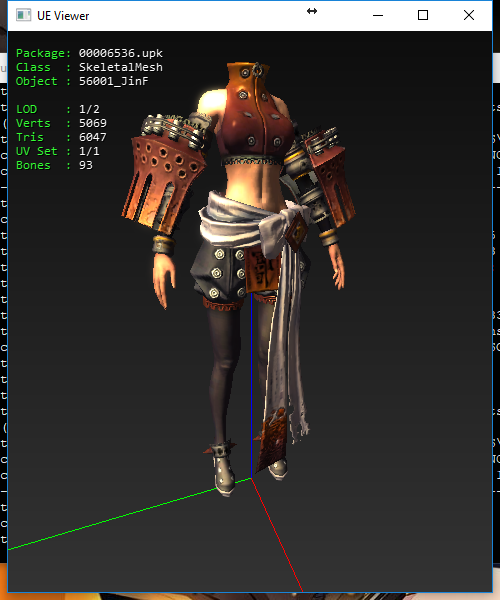 UE Viewer
Package: 00006536.upk
Class : SkeletalMesh
Object : 56001_JinF
LOD : 1/2
Verts : 5069
Tris : 6047
UV Set : 1/1
Bones : 93